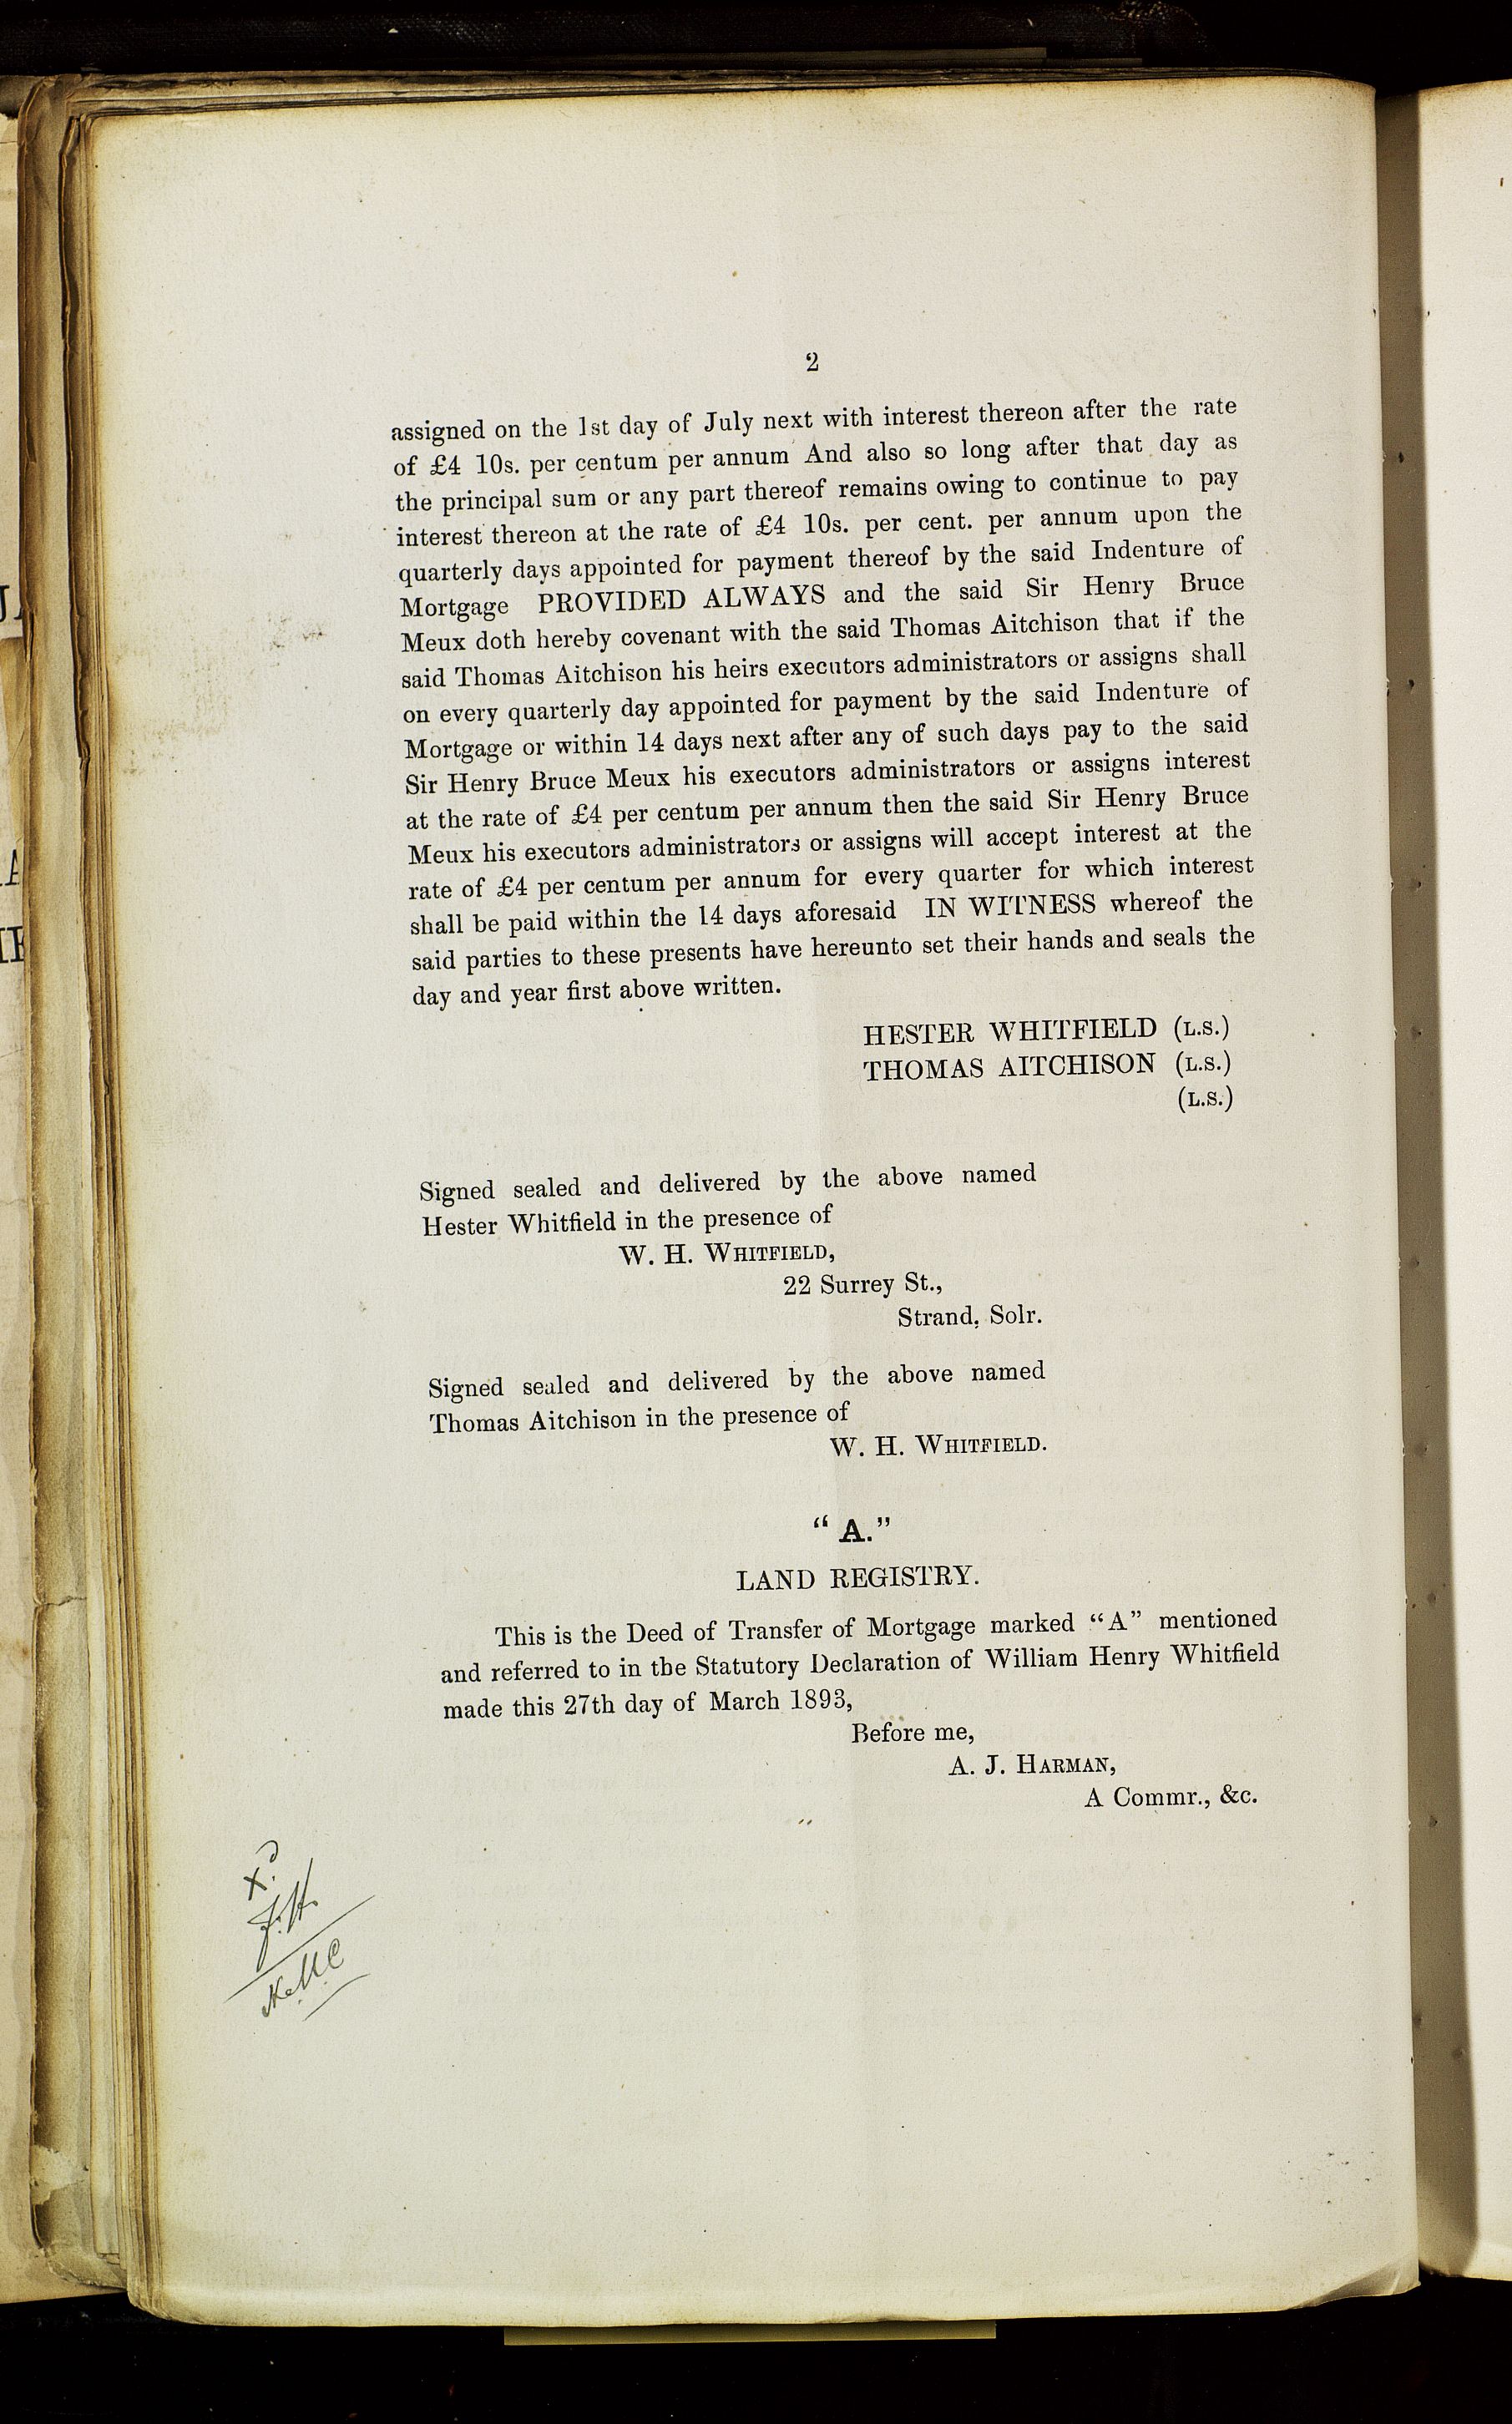 2
assigned on the 1st day of July next with interest thereon after the rate
of £4 10s. per centum per annum And also so long after that day as
the principal sum or any part thereof remains owing to continue to pay
interest thereon at the rate of £4 10s. per cent. per annum upon the
quarterly days appointed for payment thereof by the said Indenture of
Mortgage PROVIDED ALWAYS and the said Sir Henry Bruce
Meux doth hereby covenant with the said Thomas Aitchison that if the
said Thomas Aitchison his heirs executors administrators or assigns shall
on every quarterly day appointed for payment by the said Indenture of
Mortgage or within 14 days next after any of such days pay to the said
Sir Henry Bruce Meux his executors administrators or assigns interest
at the rate of £4 per centum per annum then the said Sir Henry Bruce
Meux his executors administrators or assigns will accept interest at the
rate of £4 per centum per annum for every quarter for which interest
shall be paid within the 14 days aforesaid IN WITNESS whereof the
said parties to these presents have hereunto set their hands and seals the
day and year first above written.
HESTER WHITFIELD (L.S.)
THOMAS AITCHISON (L.S.)
(L.S.)
Signed sealed and delivered by the above named
Hester Whitfield in the presence of
W. H. WHITFIELD,
22 Surrey St.,
Strand, Solr.
Signed sealed and delivered by the above named
Thomas Aitchison in the presence of
W. H. WHITFIELD.
“ A.”
LAND REGISTRY.
This is the Deed of Transfer of Mortgage marked “A” mentioned
and referred to in the Statutory Declaration of William Henry Whitfield
made this 27th day of March 1893,
Before me,
A. J. HARMAN,
A Commr., &c.